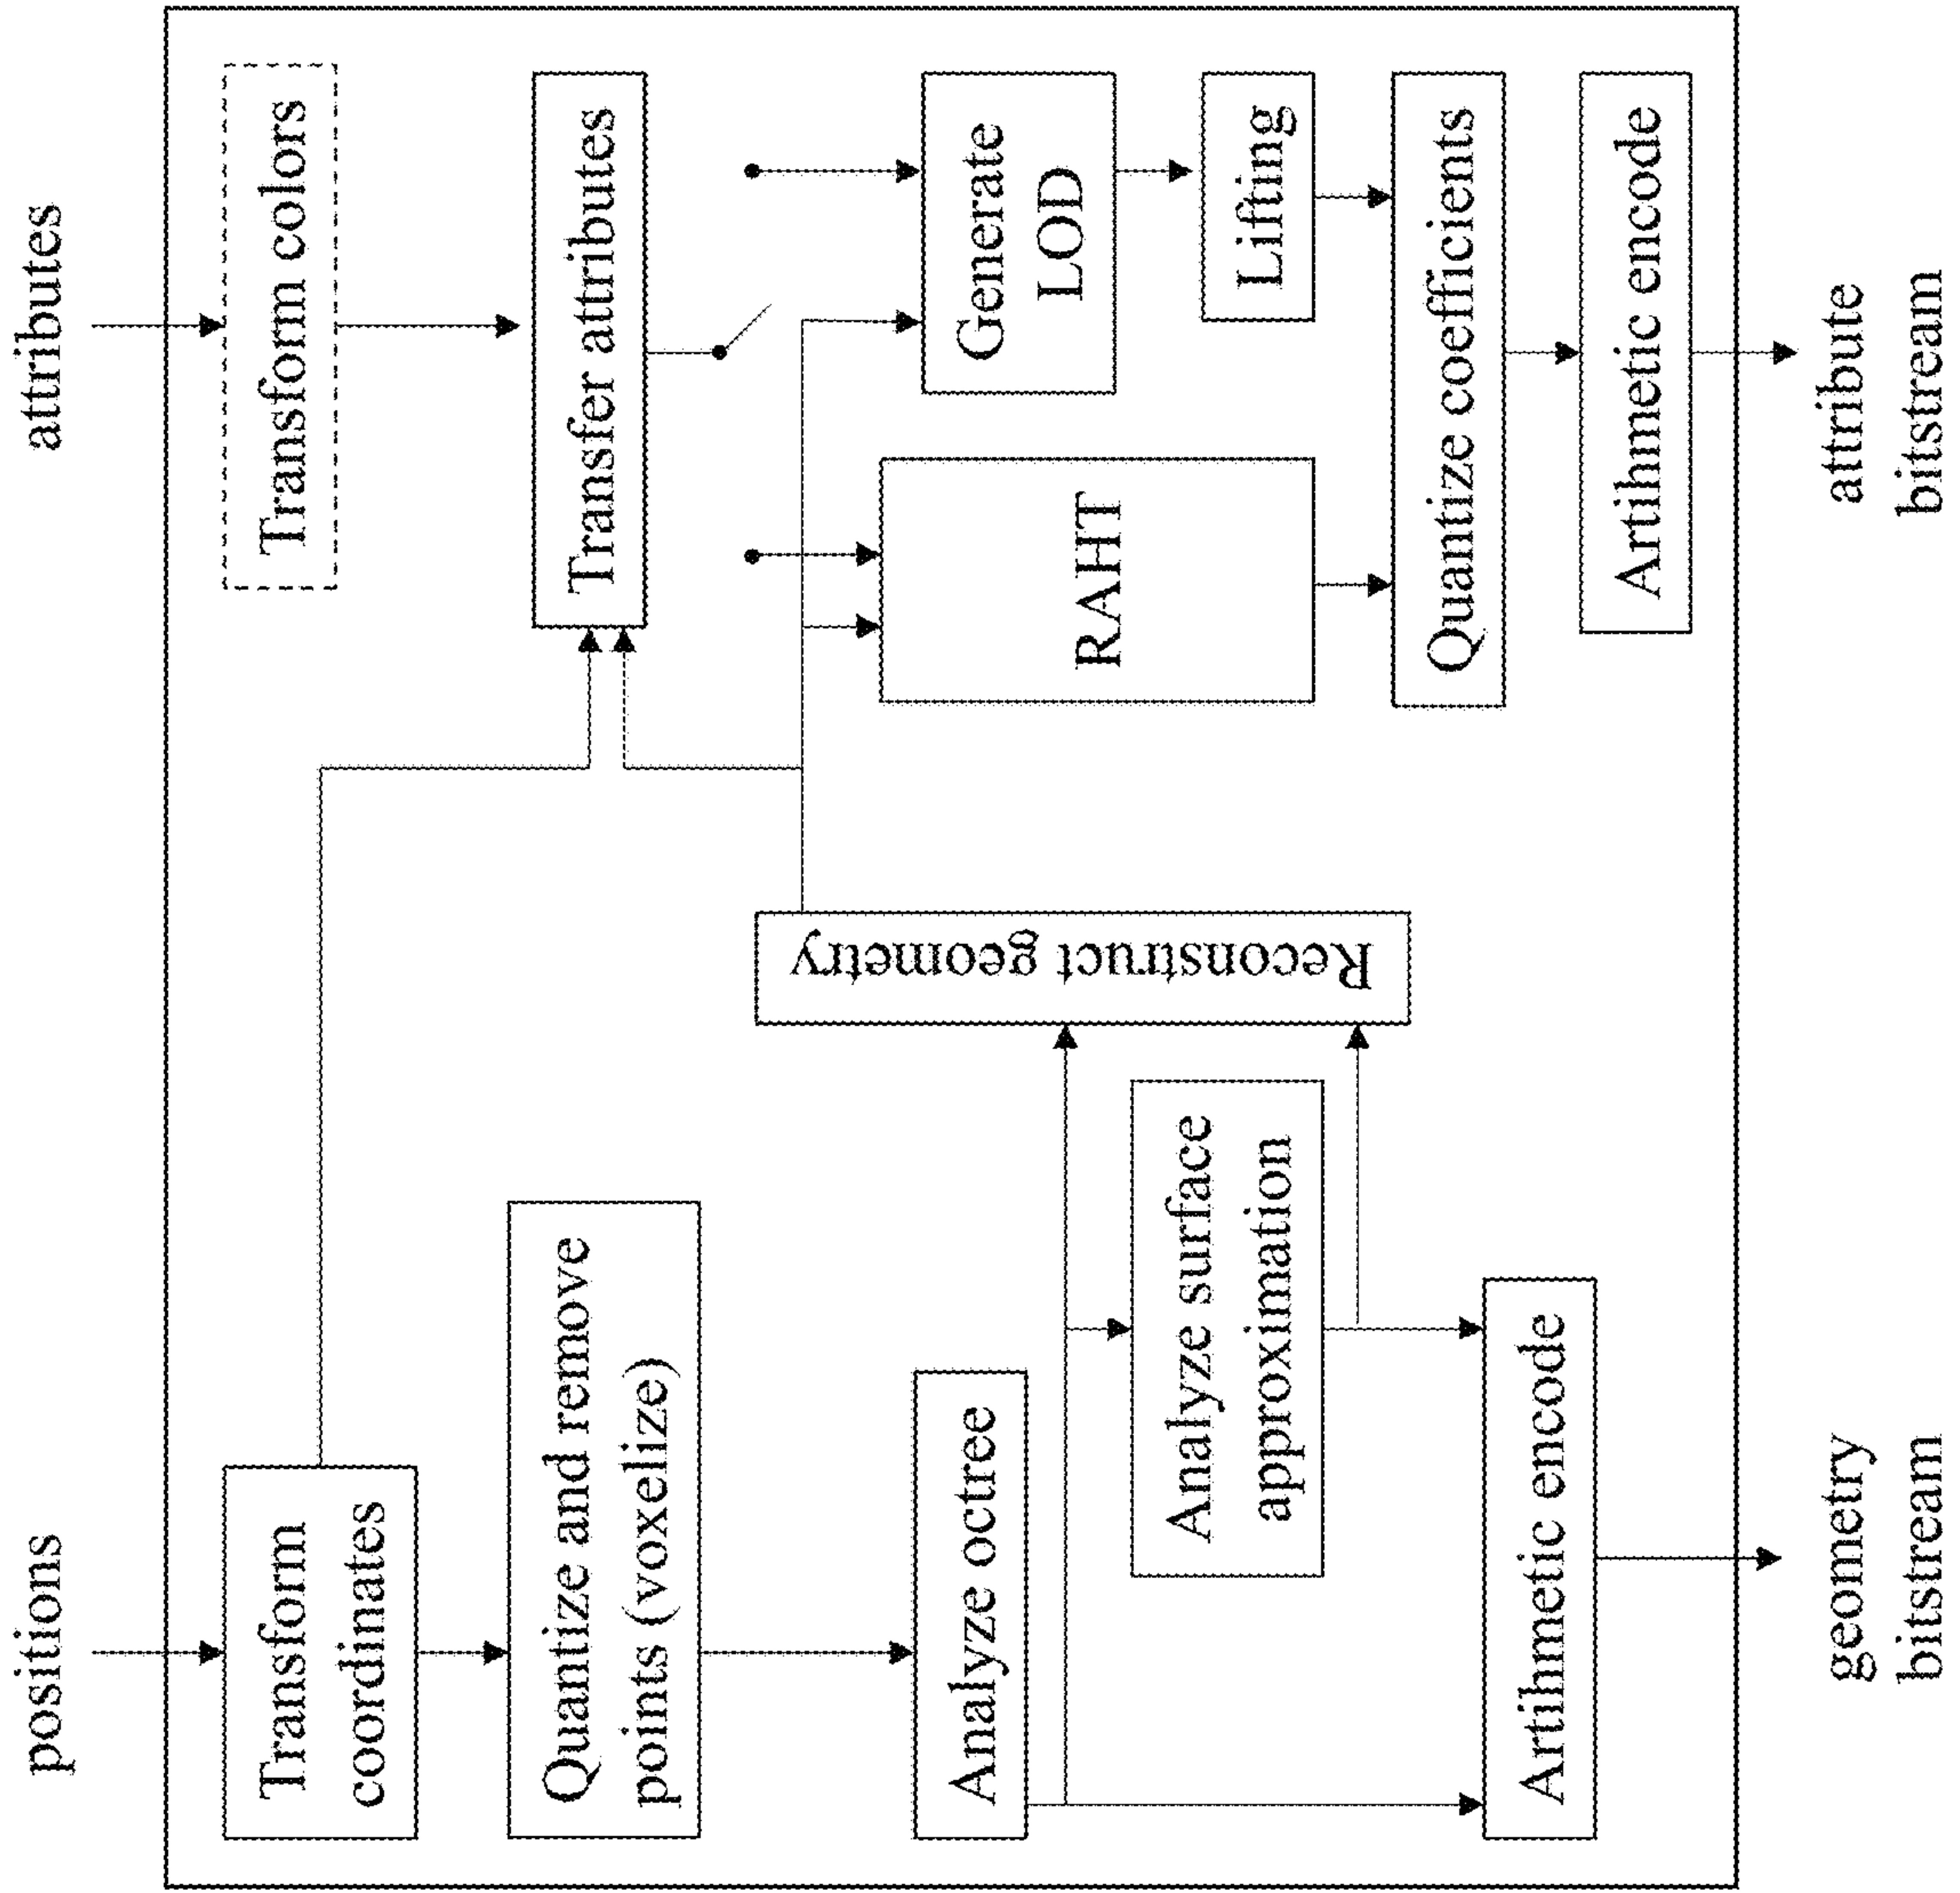 positions
attributes
Transform
coordinates
Transform colors
Quantize and remove
points (voxelize)
Transfer attributes
Analyze octree
Analyze surface
approximation
Reconstruct geometry
RAHT
Generate
LOD
Lifting
Quantize coefficients
Artihmetic encode
Artihmetic encode
geometry
bitstream
attribute
bitstream